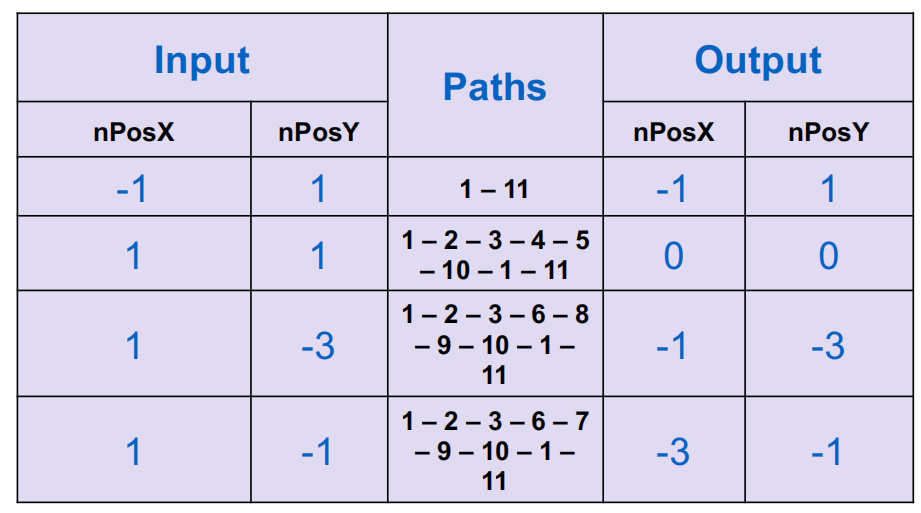 Input
Paths
Output
nPosX
nPosY
nPosX
nPosY
-1
1
1 – 11
-1
1
1
1
1 – 2 – 3 – 4 – 5
– 10 – 1 – 11
0
0
1
-3
1 – 2 – 3 – 6 – 8
– 9 – 10 – 1 –
11
-1
-3
1
-1
1 – 2 – 3 – 6 – 7
– 9 – 10 – 1 –
11
-3
-1